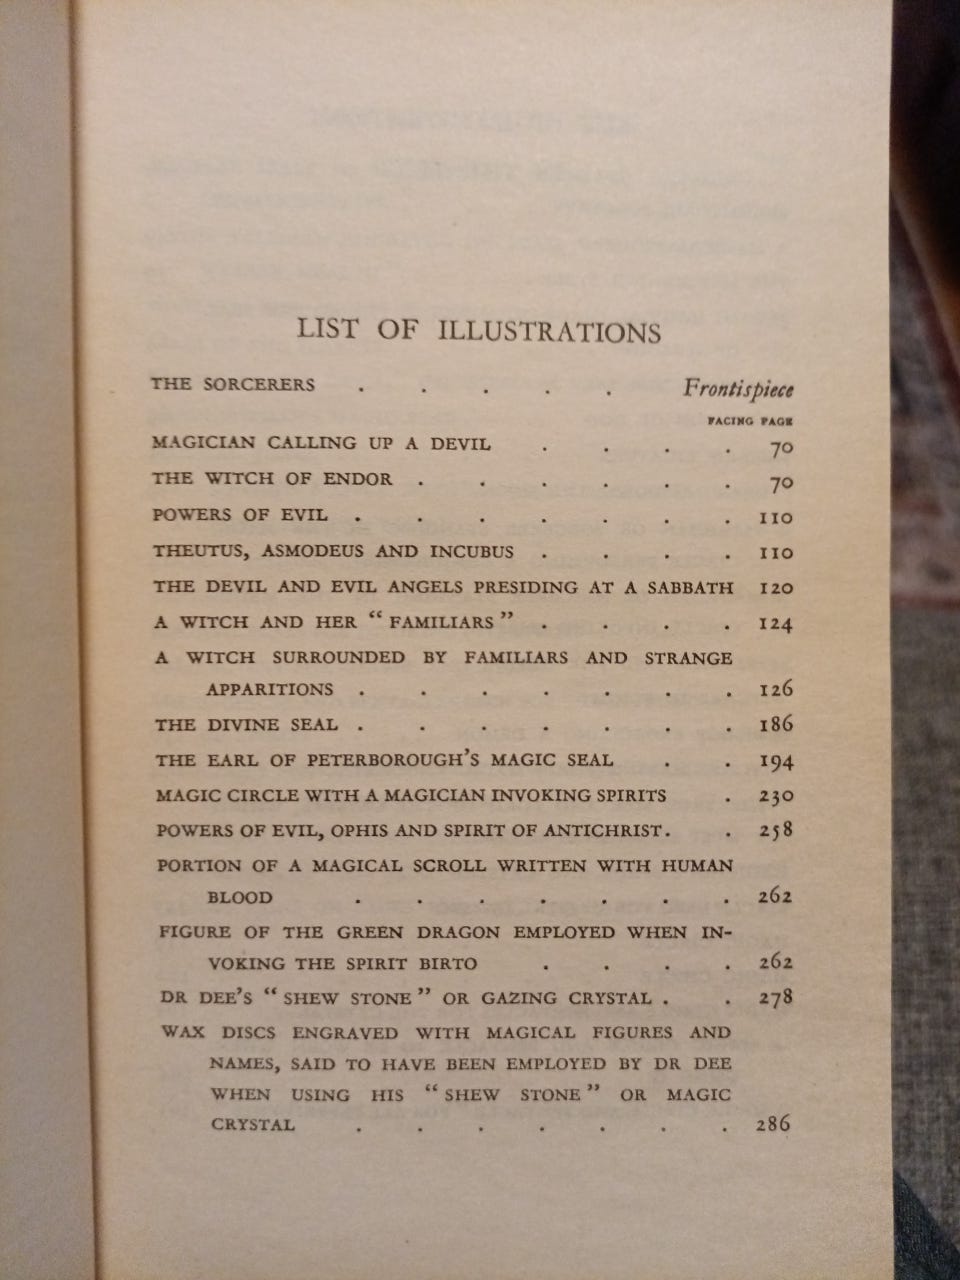 LIST OF ILLUSTRATIONS
THE SORCERERS . . . . . Frontispiece
FACING PAGE
MAGICIAN CALLING UP A DEVIL . . . . 70
THE WITCH OF ENDOR . . . . . . 70
POWERS OF EVIL . . . . . . . 110
THEUTUS, ASMODEUS AND INCUBUS . . . . 110
THE DEVIL AND EVIL ANGELS PRESIDING AT A SABBATH 120
A WITCH AND HER “FAMILIARS” . . . . 124
A WITCH SURROUNDED BY FAMILIARS AND STRANGE
APPARITIONS . . . . . . . 126
THE DIVINE SEAL . . . . . . . 186
THE EARL OF PETERBOROUGH’S MAGIC SEAL . . 194
MAGIC CIRCLE WITH A MAGICIAN INVOKING SPIRITS . 230
POWERS OF EVIL, OPHIS AND SPIRIT OF ANTICHRIST . . 258
PORTION OF A MAGICAL SCROLL WRITTEN WITH HUMAN
BLOOD . . . . . . . 262
FIGURE OF THE GREEN DRAGON EMPLOYED WHEN IN-
VOKING THE SPIRIT BIRTO . . . . 262
DR DEE’S “SHEW STONE” OR GAZING CRYSTAL . . 278
WAX DISCS ENGRAVED WITH MAGICAL FIGURES AND
NAMES, SAID TO HAVE BEEN EMPLOYED BY DR DEE
WHEN USING HIS “SHEW STONE” OR MAGIC
CRYSTAL . . . . . . . 286